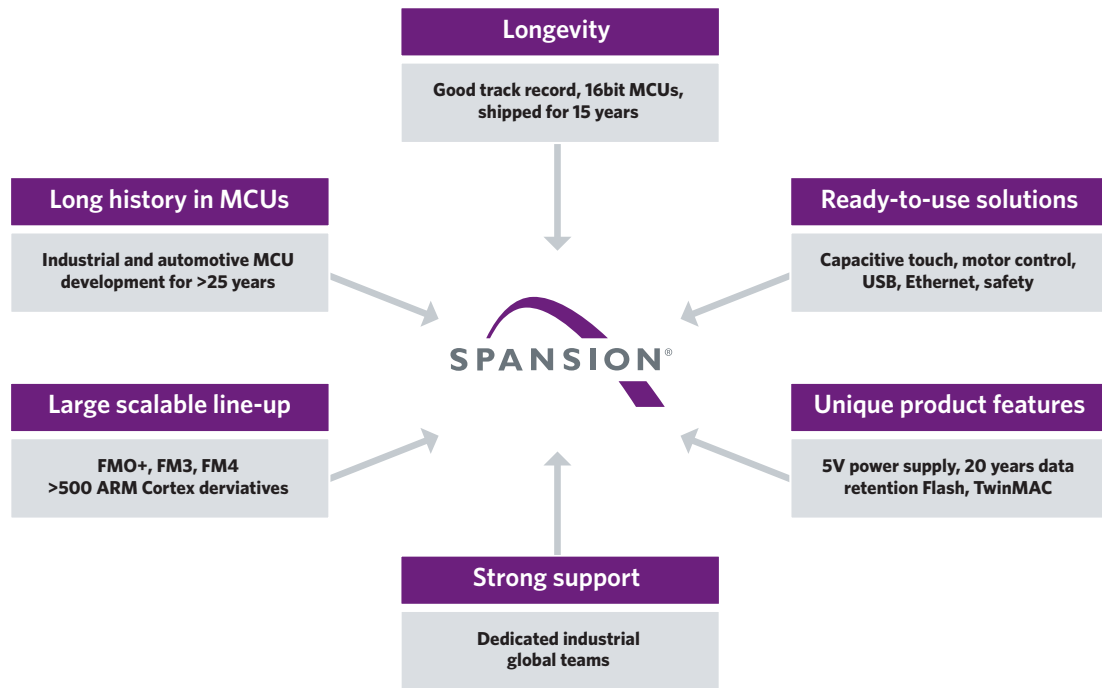 Longevity
Good track record, 16bit MCUs,
shipped for 15 years
Long history in MCUs
Industrial and automotive MCU
development for >25 years
Ready-to-use solutions
Capacitive touch, motor control,
USB, Ethernet, safety
SPANSION®
Large scalable line-up
FMO+, FM3, FM4
>500 ARM Cortex derviatives
Unique product features
5V power supply, 20 years data
retention Flash, TwinMAC
Strong support
Dedicated industrial
global teams